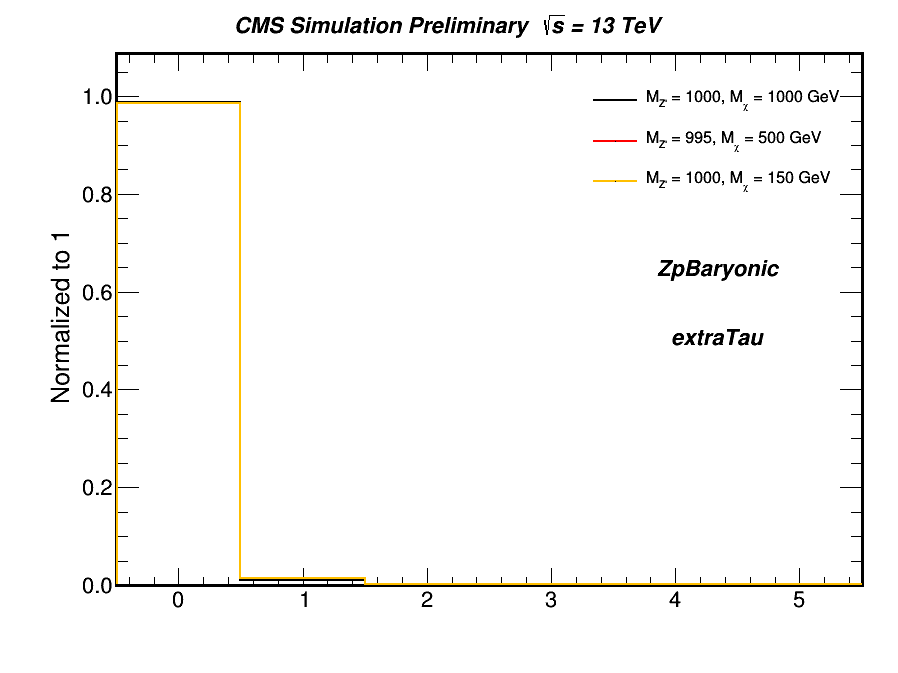 CMS Simulation Preliminary √s = 13 TeV
Normalized to 1
1.0
0.8
0.6
0.4
0.2
0.0
0 1 2 3 4 5
M_Z' = 1000, M_χ = 1000 GeV
M_Z' = 995, M_χ = 500 GeV
M_Z' = 1000, M_χ = 150 GeV
ZpBaryonic
extraTau